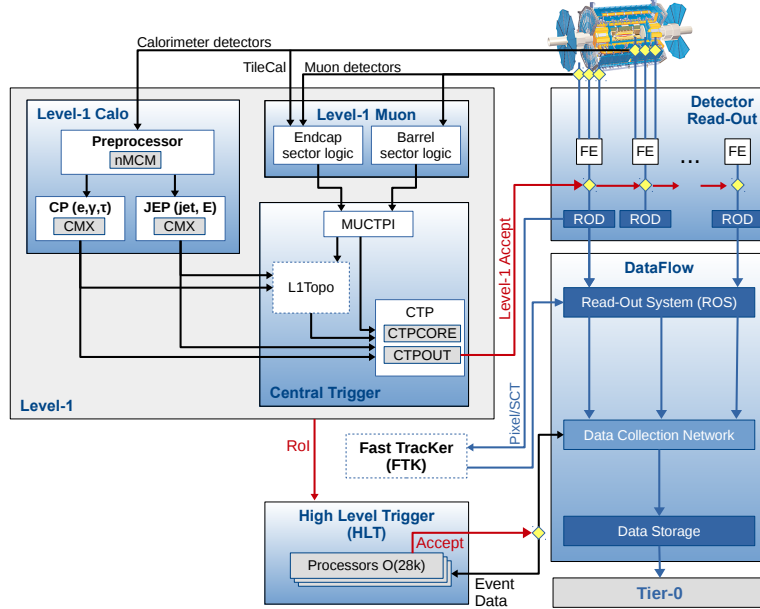 Calorimeter detectors
TileCal
Muon detectors
Level-1 Calo
Preprocessor
nMCM
CP (e,γ,τ)
CMX
JEP (jet, E)
CMX
Level-1 Muon
Endcap
sector logic
Barrel
sector logic
MUCTPI
L1Topo
CTP
CTPCORE
CTPOUT
Central Trigger
Level-1
Level-1 Accept
Detector
Read-Out
FE
FE
...
FE
ROD
ROD
ROD
DataFlow
Read-Out System (ROS)
Data Collection Network
Data Storage
Tier-0
Pixel/SCT
RoI
Fast TracKer
(FTK)
High Level Trigger
(HLT)
Accept
Processors O(28k)
Event
Data